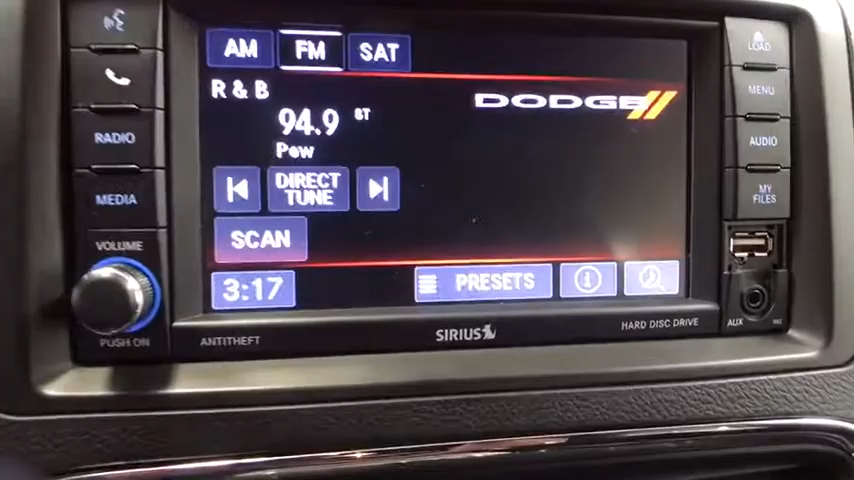 AM FM SAT
LOAD
R & B
DODGE
94.9 ST
MENU
RADIO
Pew
AUDIO
DIRECT
TUNE
MEDIA
MY
FILES
SCAN
VOLUME
3:17 PRESETS
PUSH ON
ANTITHEFT
SIRIUS
HARD DISC DRIVE
AUX